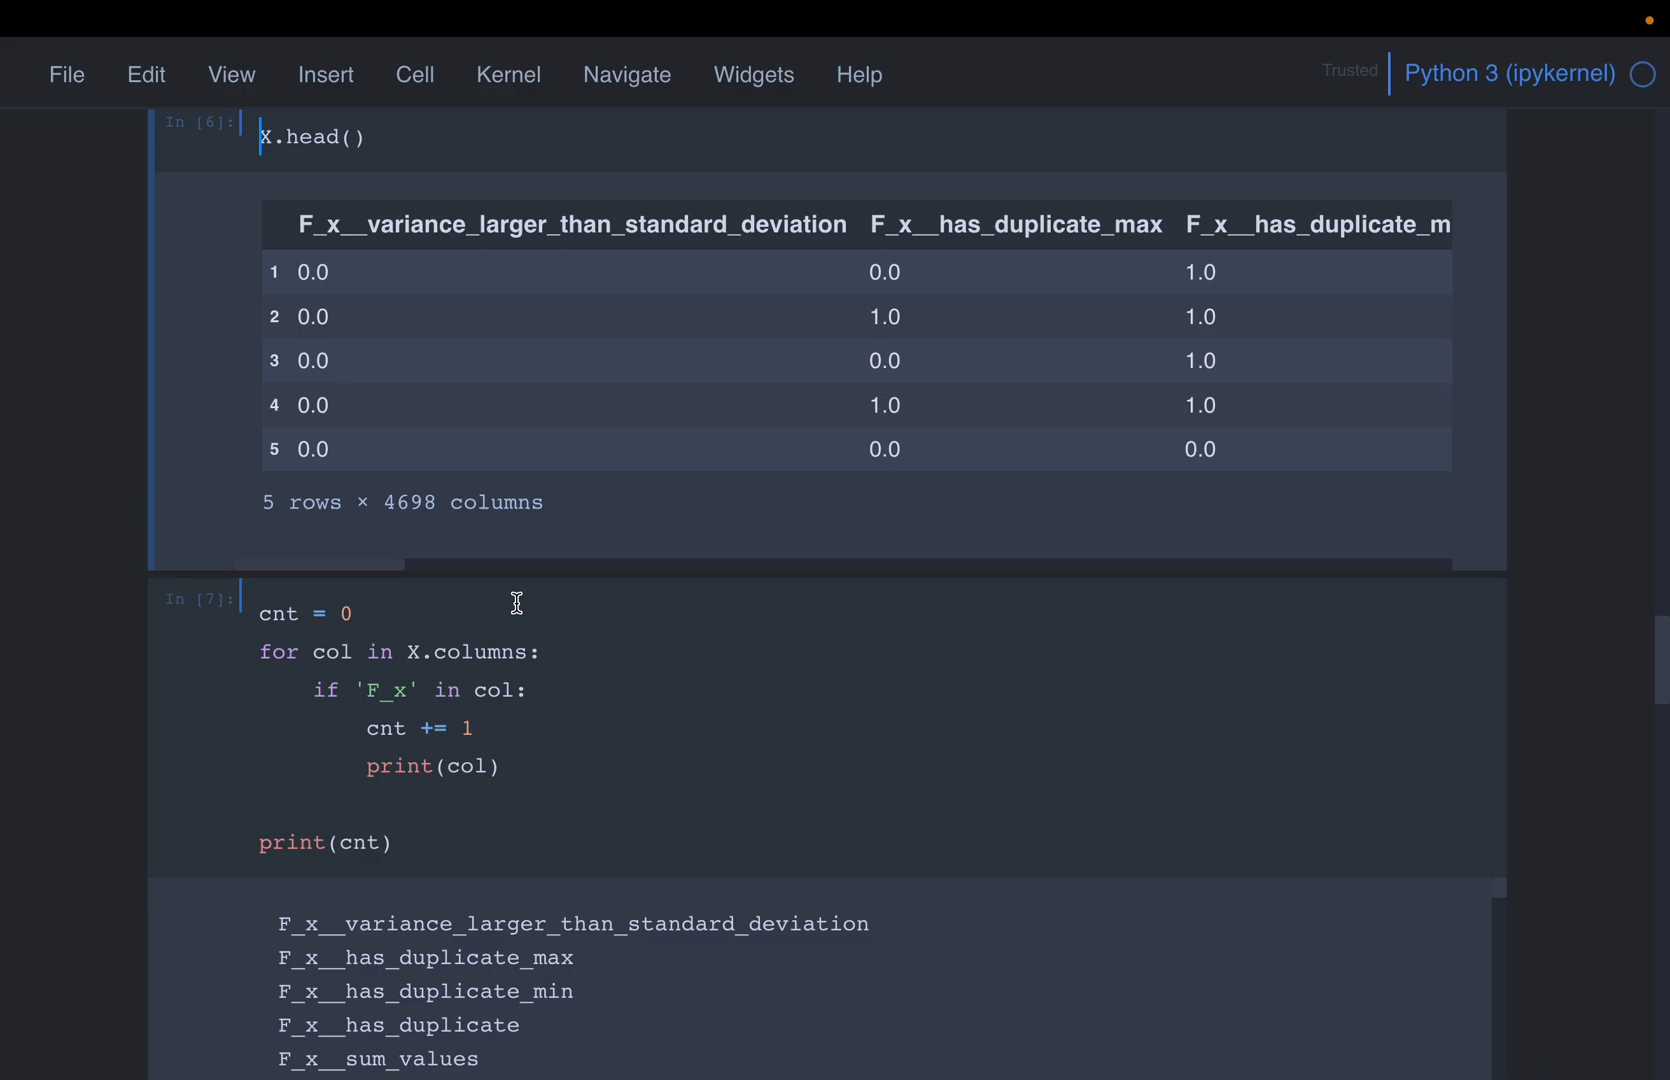 File Edit View Insert Cell Kernel Navigate Widgets Help Trusted Python 3 (ipykernel)
In [6]: X.head()
F_x__variance_larger_than_standard_deviation F_x__has_duplicate_max F_x__has_duplicate_m
1 0.0 0.0 1.0
2 0.0 1.0 1.0
3 0.0 0.0 1.0
4 0.0 1.0 1.0
5 0.0 0.0 0.0
5 rows × 4698 columns
In [7]: cnt = 0
for col in X.columns:
    if 'F_x' in col:
        cnt += 1
        print(col)
print(cnt)
F_x__variance_larger_than_standard_deviation
F_x__has_duplicate_max
F_x__has_duplicate_min
F_x__has_duplicate
F_x__sum_values